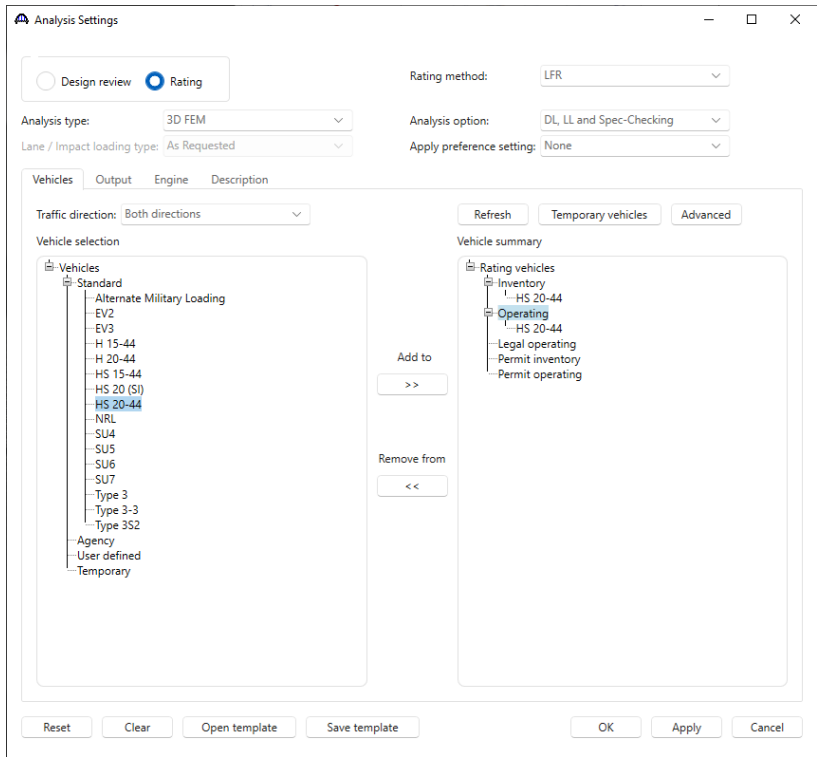 Analysis Settings
Design review
Rating
Rating method:
LFR
Analysis type:
3D FEM
Analysis option:
DL, LL and Spec-Checking
Lane / Impact loading type:
As Requested
Apply preference setting:
None
Vehicles
Output
Engine
Description
Traffic direction:
Both directions
Refresh
Temporary vehicles
Advanced
Vehicle selection
Vehicles
Standard
Alternate Military Loading
EV2
EV3
H 15-44
H 20-44
HS 15-44
HS 20 (SI)
HS 20-44
NRL
SU4
SU5
SU6
SU7
Type 3
Type 3-3
Type 3S2
Agency
User defined
Temporary
Add to
>>
Remove from
<<
Vehicle summary
Rating vehicles
Inventory
HS 20-44
Operating
HS 20-44
Legal operating
Permit inventory
Permit operating
Reset
Clear
Open template
Save template
OK
Apply
Cancel